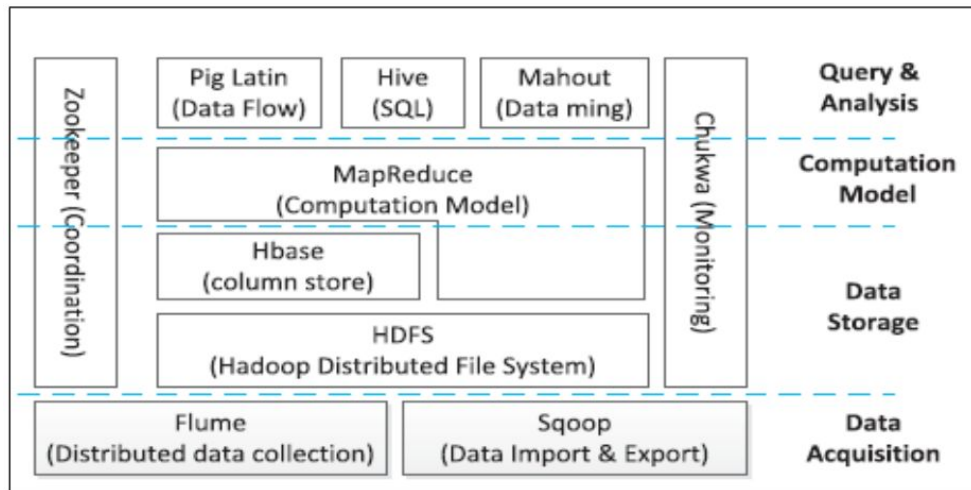 Zookeeper (Coordination)
Pig Latin
(Data Flow)
Hive
(SQL)
Mahout
(Data ming)
Chukwa (Monitoring)
Query &
Analysis
MapReduce
(Computation Model)
Computation
Model
Hbase
(column store)
HDFS
(Hadoop Distributed File System)
Data
Storage
Flume
(Distributed data collection)
Sqoop
(Data Import & Export)
Data
Acquisition